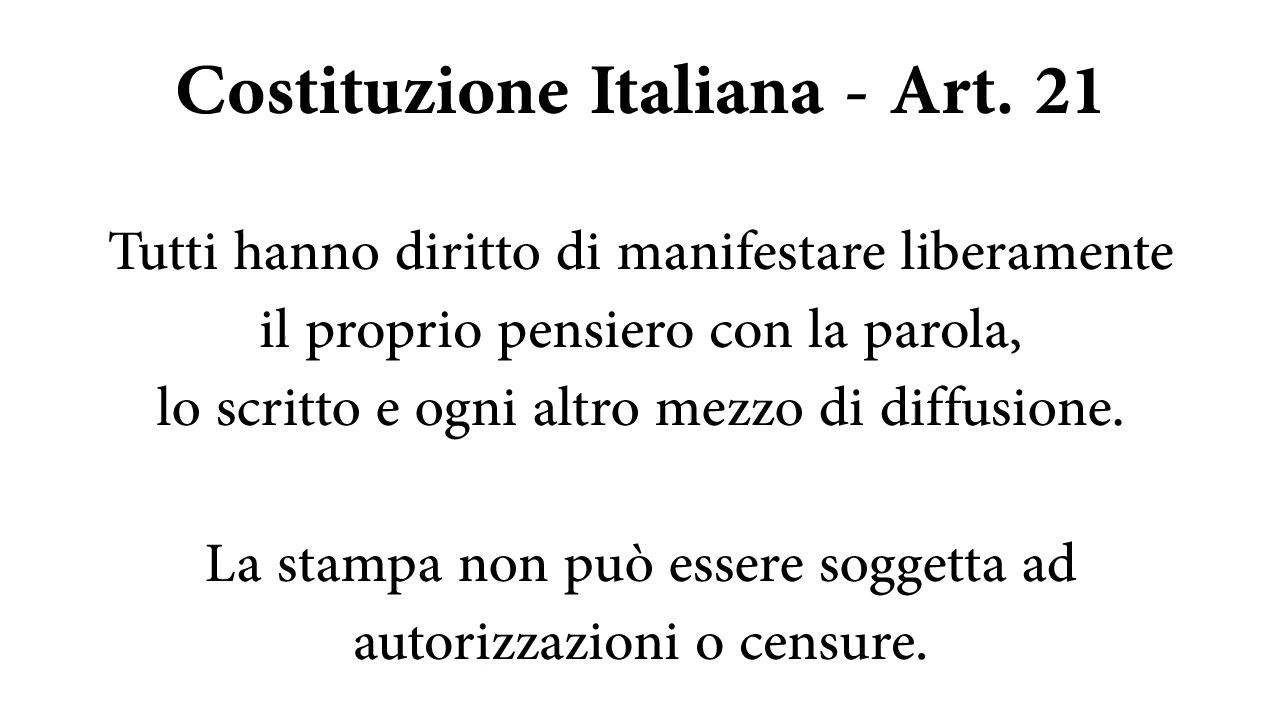 Costituzione Italiana - Art. 21
Tutti hanno diritto di manifestare liberamente
il proprio pensiero con la parola,
lo scritto e ogni altro mezzo di diffusione.
La stampa non può essere soggetta ad
autorizzazioni o censure.